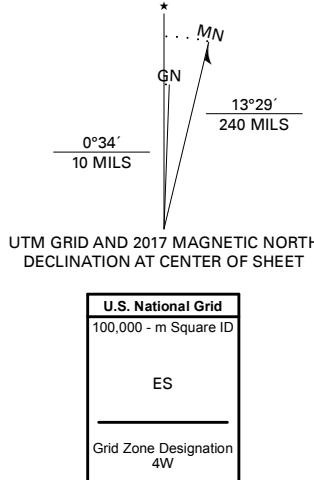 ★
MN
GN
13°29´
240 MILS
0°34´
10 MILS
UTM GRID AND 2017 MAGNETIC NORTH
DECLINATION AT CENTER OF SHEET
U.S. National Grid
100,000 - m Square ID
ES
Grid Zone Designation
4W